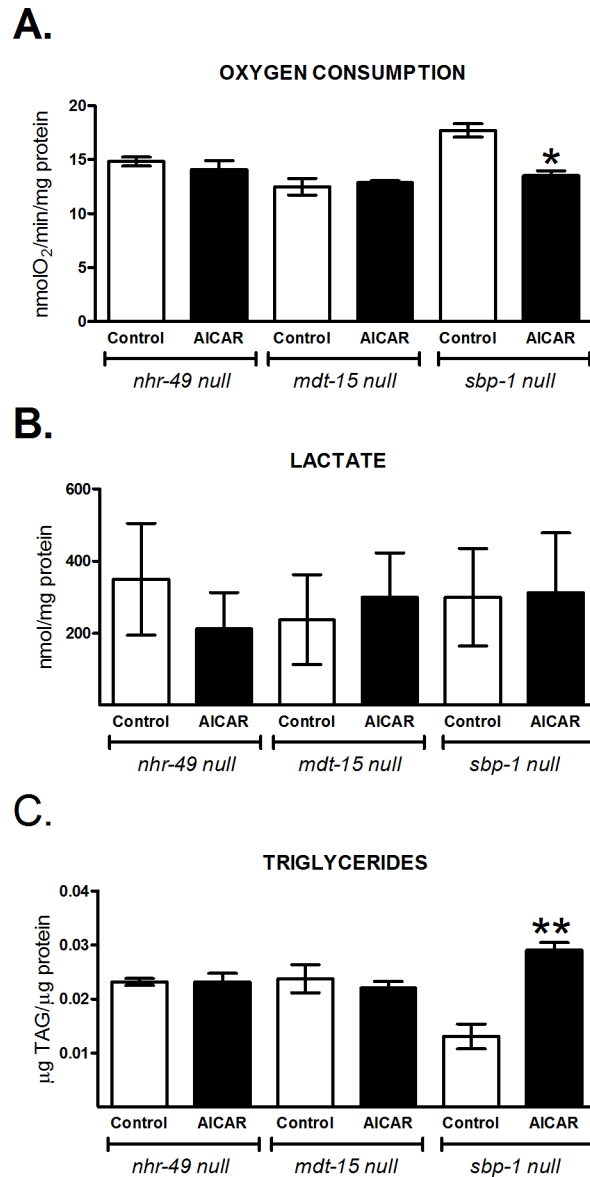 A.
OXYGEN CONSUMPTION
nmolO₂/min/mg protein
20
15
10
5
0
*
Control AICAR Control AICAR Control AICAR
nhr-49 null mdt-15 null sbp-1 null
B.
LACTATE
nmol/mg protein
600
400
200
Control AICAR Control AICAR Control AICAR
nhr-49 null mdt-15 null sbp-1 null
C.
TRIGLYCERIDES
µg TAG/µg protein
0.04
0.03
0.02
0.01
**
Control AICAR Control AICAR Control AICAR
nhr-49 null mdt-15 null sbp-1 null